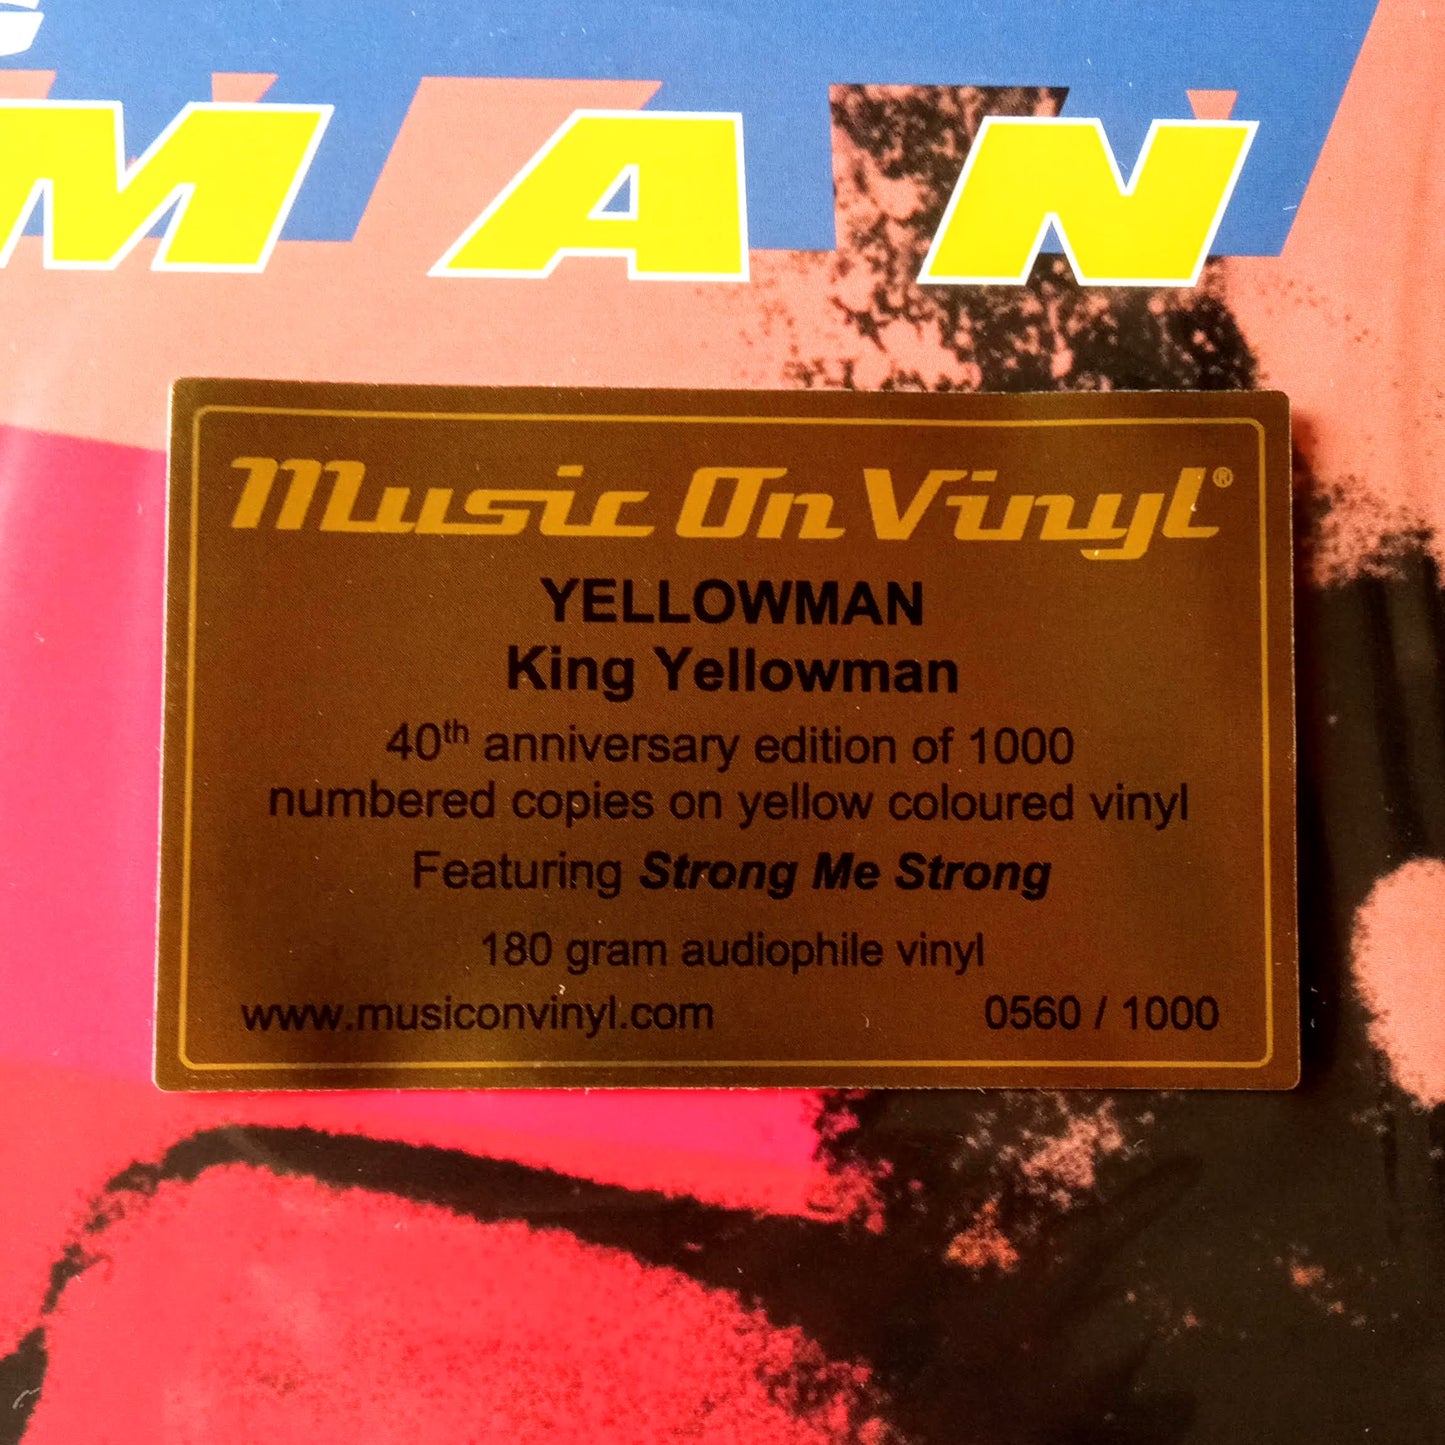 MAN
Music On Vinyl®
YELLOWMAN
King Yellowman
40th anniversary edition of 1000
numbered copies on yellow coloured vinyl
Featuring Strong Me Strong
180 gram audiophile vinyl
www.musiconvinyl.com 0560 / 1000